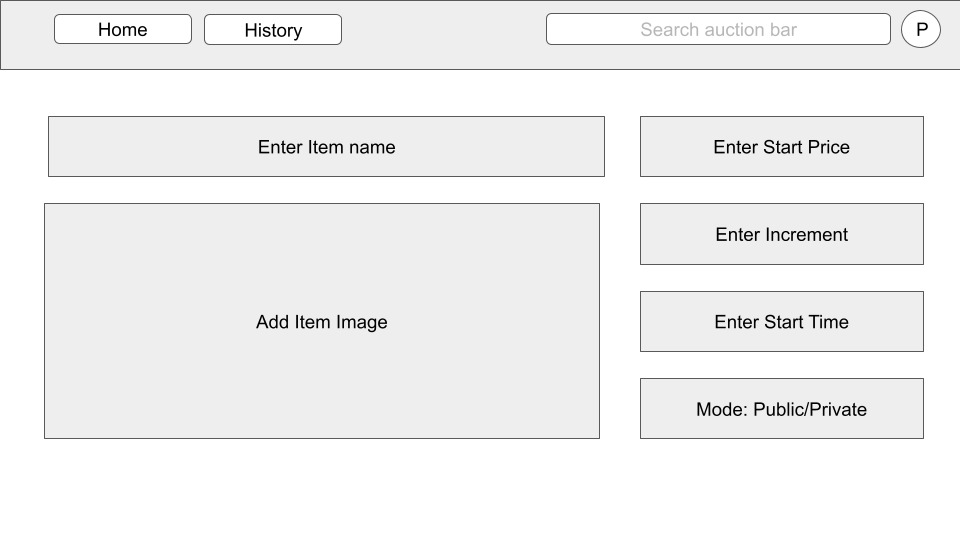 Home
History
Search auction bar
P
Enter Item name
Enter Start Price
Enter Increment
Add Item Image
Enter Start Time
Mode: Public/Private